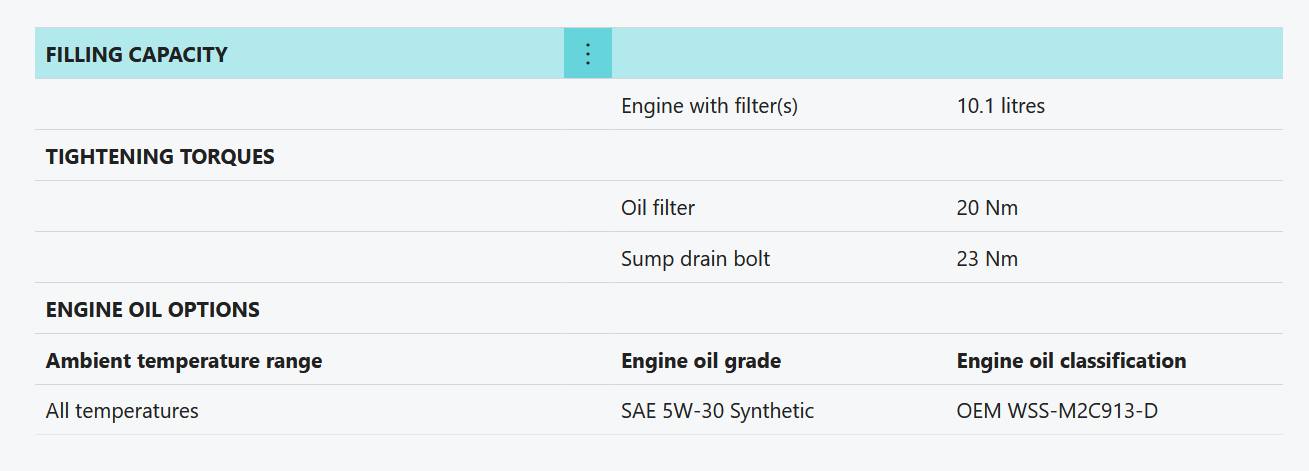 FILLING CAPACITY
Engine with filter(s) 10.1 litres
TIGHTENING TORQUES
Oil filter 20 Nm
Sump drain bolt 23 Nm
ENGINE OIL OPTIONS
Ambient temperature range Engine oil grade Engine oil classification
All temperatures SAE 5W-30 Synthetic OEM WSS-M2C913-D